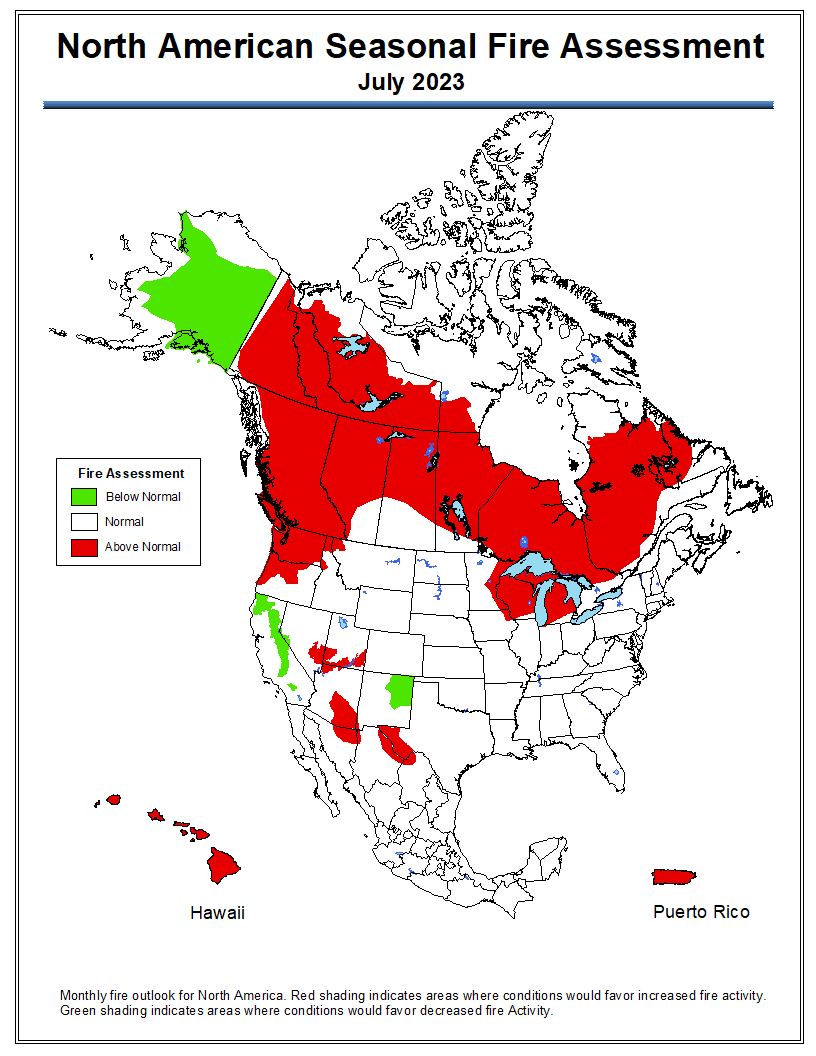 North American Seasonal Fire Assessment
July 2023
Fire Assessment
Below Normal
Normal
Above Normal
Hawaii
Puerto Rico
Monthly fire outlook for North America. Red shading indicates areas where conditions would favor increased fire activity.
Green shading indicates areas where conditions would favor decreased fire Activity.